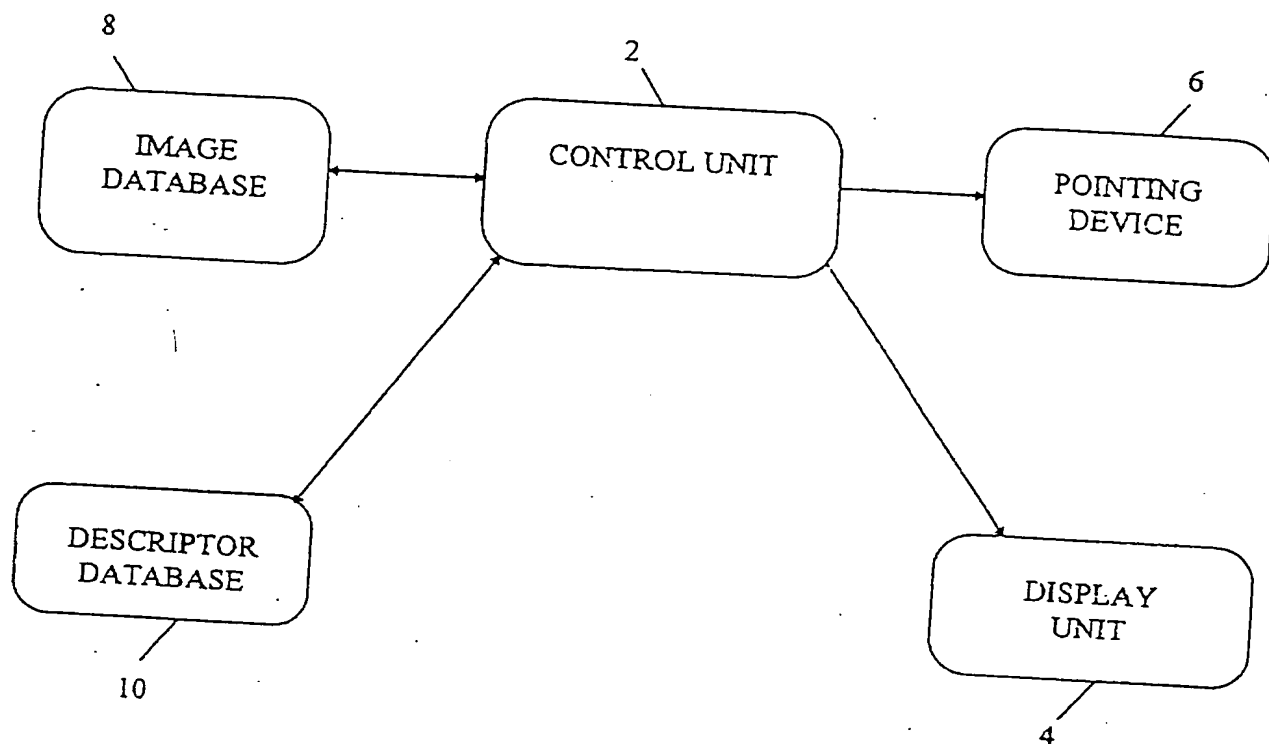 8
2
6
IMAGE
DATABASE
CONTROL UNIT
POINTING
DEVICE
DESCRIPTOR
DATABASE
DISPLAY
UNIT
10
4